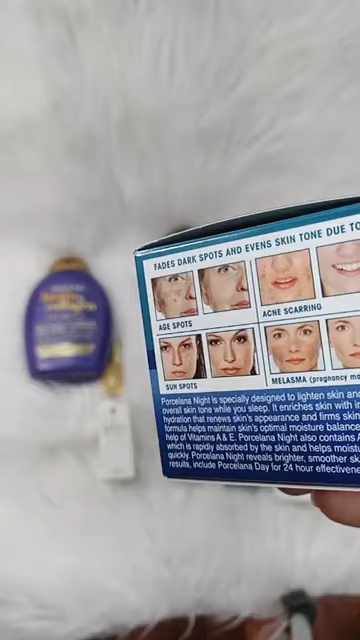 FADES DARK SPOTS AND EVENS SKIN TONE DUE TO
AGE SPOTS
ACNE SCARRING
SUN SPOTS
MELASMA (pregnancy
Porcelana Night is specially designed to lighten skin and
overall skin tone while you sleep. It enriches skin with
hydration that renews skin's appearance and firms skin
formula helps maintain skin's optimal moisture balance
help of Vitamins A & E. Porcelana Night also contains
which is rapidly absorbed by the skin and helps
quickly. Porcelana Night reveals brighter, smoother
results, include Porcelana Day for 24 hour